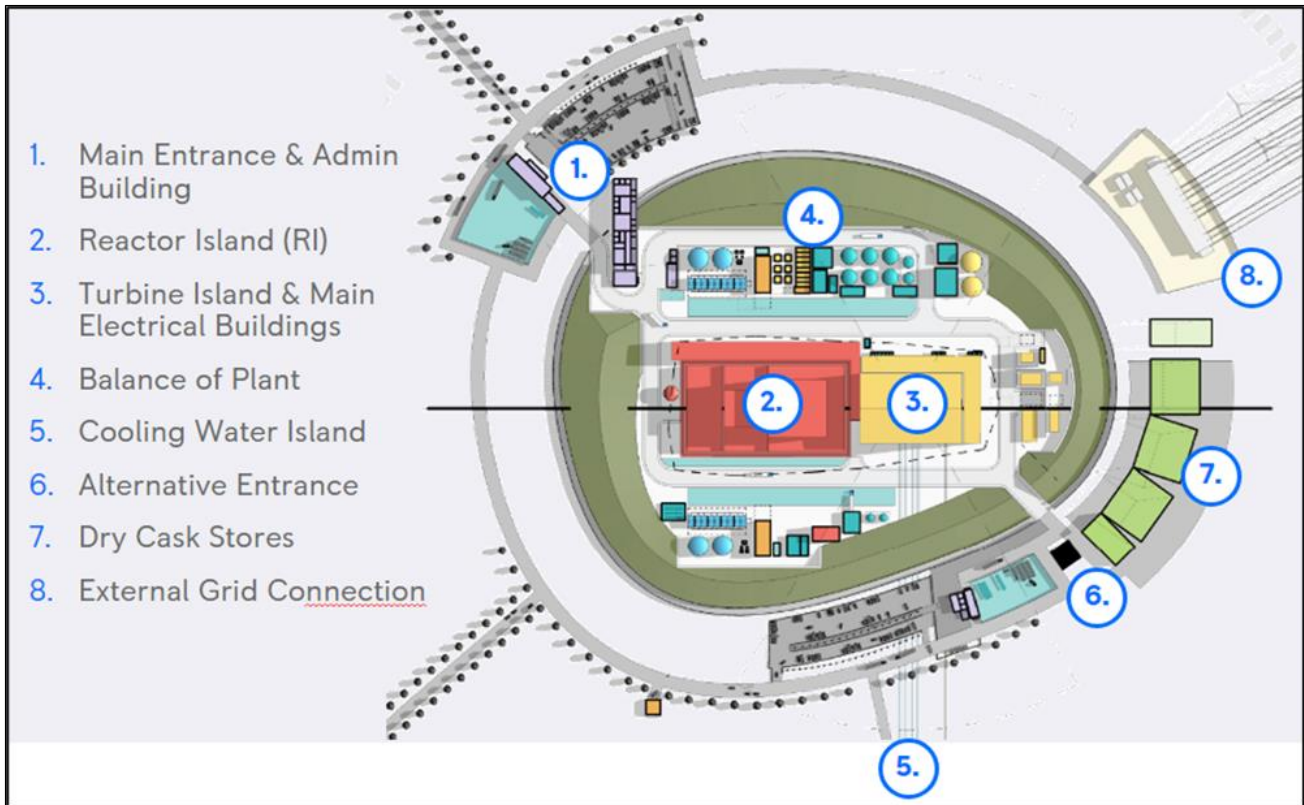 1. Main Entrance & Admin
Building
2. Reactor Island (RI)
3. Turbine Island & Main
Electrical Buildings
4. Balance of Plant
5. Cooling Water Island
6. Alternative Entrance
7. Dry Cask Stores
8. External Grid Connection
1.
4.
8.
2.
3.
7.
6.
5.